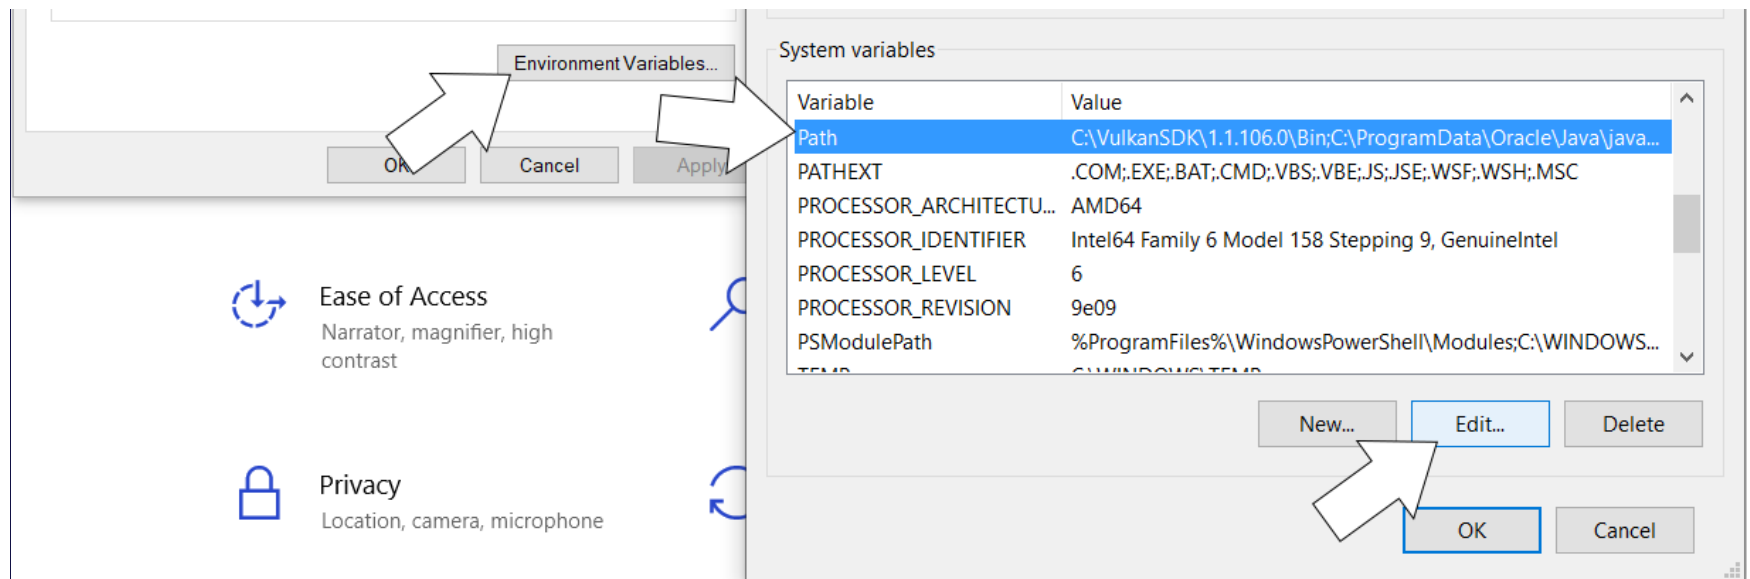 Environment Variables...
OK
Cancel
Apply
Ease of Access
Narrator, magnifier, high
contrast
Privacy
Location, camera, microphone
System variables
Variable Value
Path C:\VulkanSDK\1.1.106.0\Bin;C:\ProgramData\Oracle\Java\java...
PATHEXT .COM;.EXE;.BAT;.CMD;.VBS;.VBE;.JS;.JSE;.WSF;.WSH;.MSC
PROCESSOR_ARCHITECTU... AMD64
PROCESSOR_IDENTIFIER Intel64 Family 6 Model 158 Stepping 9, GenuineIntel
PROCESSOR_LEVEL 6
PROCESSOR_REVISION 9e09
PSModulePath %ProgramFiles%\WindowsPowerShell\Modules;C:\WINDOWS...
TEMP C:\WINDOWS\TEMP
New...
Edit...
Delete
OK
Cancel